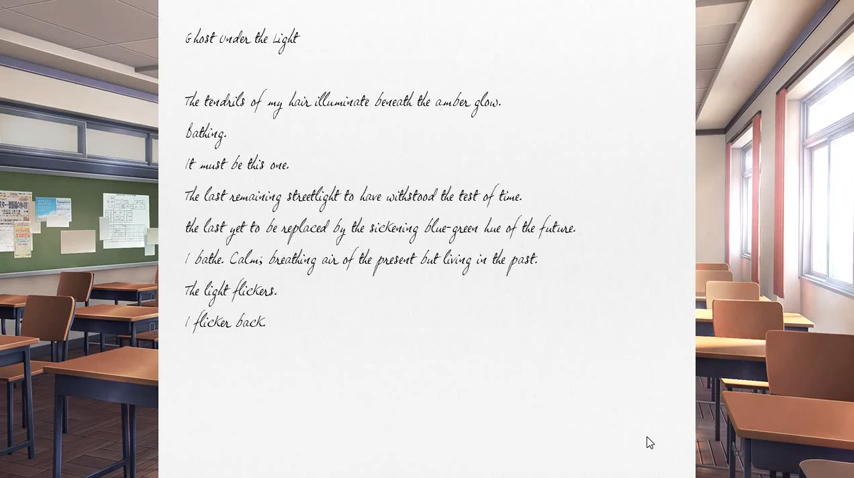 Ghost Under the Light
The tendrils of my hair illuminate beneath the amber glow.
Bathing.
It must be this one.
The last remaining streetlight to have withstood the test of time.
the last yet to be replaced by the sickening blue-green hue of the future.
I bathe. Calm; breathing air of the present but living in the past.
The light flickers.
I flicker back.